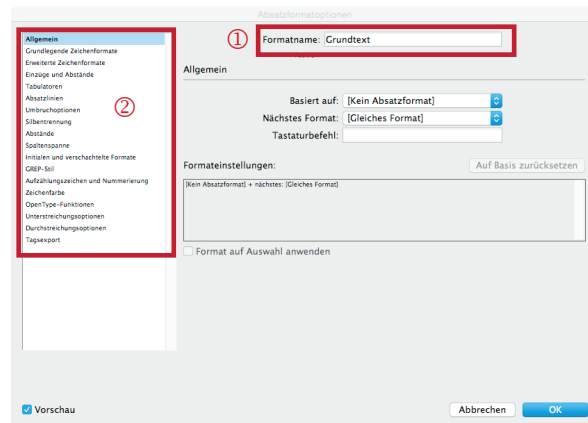 Absatzformatoptionen
① Formatname: Grundtext
Allgemein
Grundlegende Zeichenformate
Erweiterte Zeichenformate
Einzüge und Abstände
Tabulatoren
Absatzlinien
Umbruchoptionen
Silbentrennung
Abstände
Spaltenspanne
Initialen und verschachtelte Formate
GREP-Stil
Aufzählungszeichen und Nummerierung
Zeichenfarbe
OpenType-Funktionen
Unterstreichungsoptionen
Durchstreichungsoptionen
Tagsexport
②
Allgemein
Basiert auf: [Kein Absatzformat]
Nächstes Format: [Gleiches Format]
Tastaturbefehl:
Formateinstellungen: Auf Basis zurücksetzen
[Kein Absatzformat] + nächstes: [Gleiches Format]
Format auf Auswahl anwenden
Vorschau Abbrechen OK